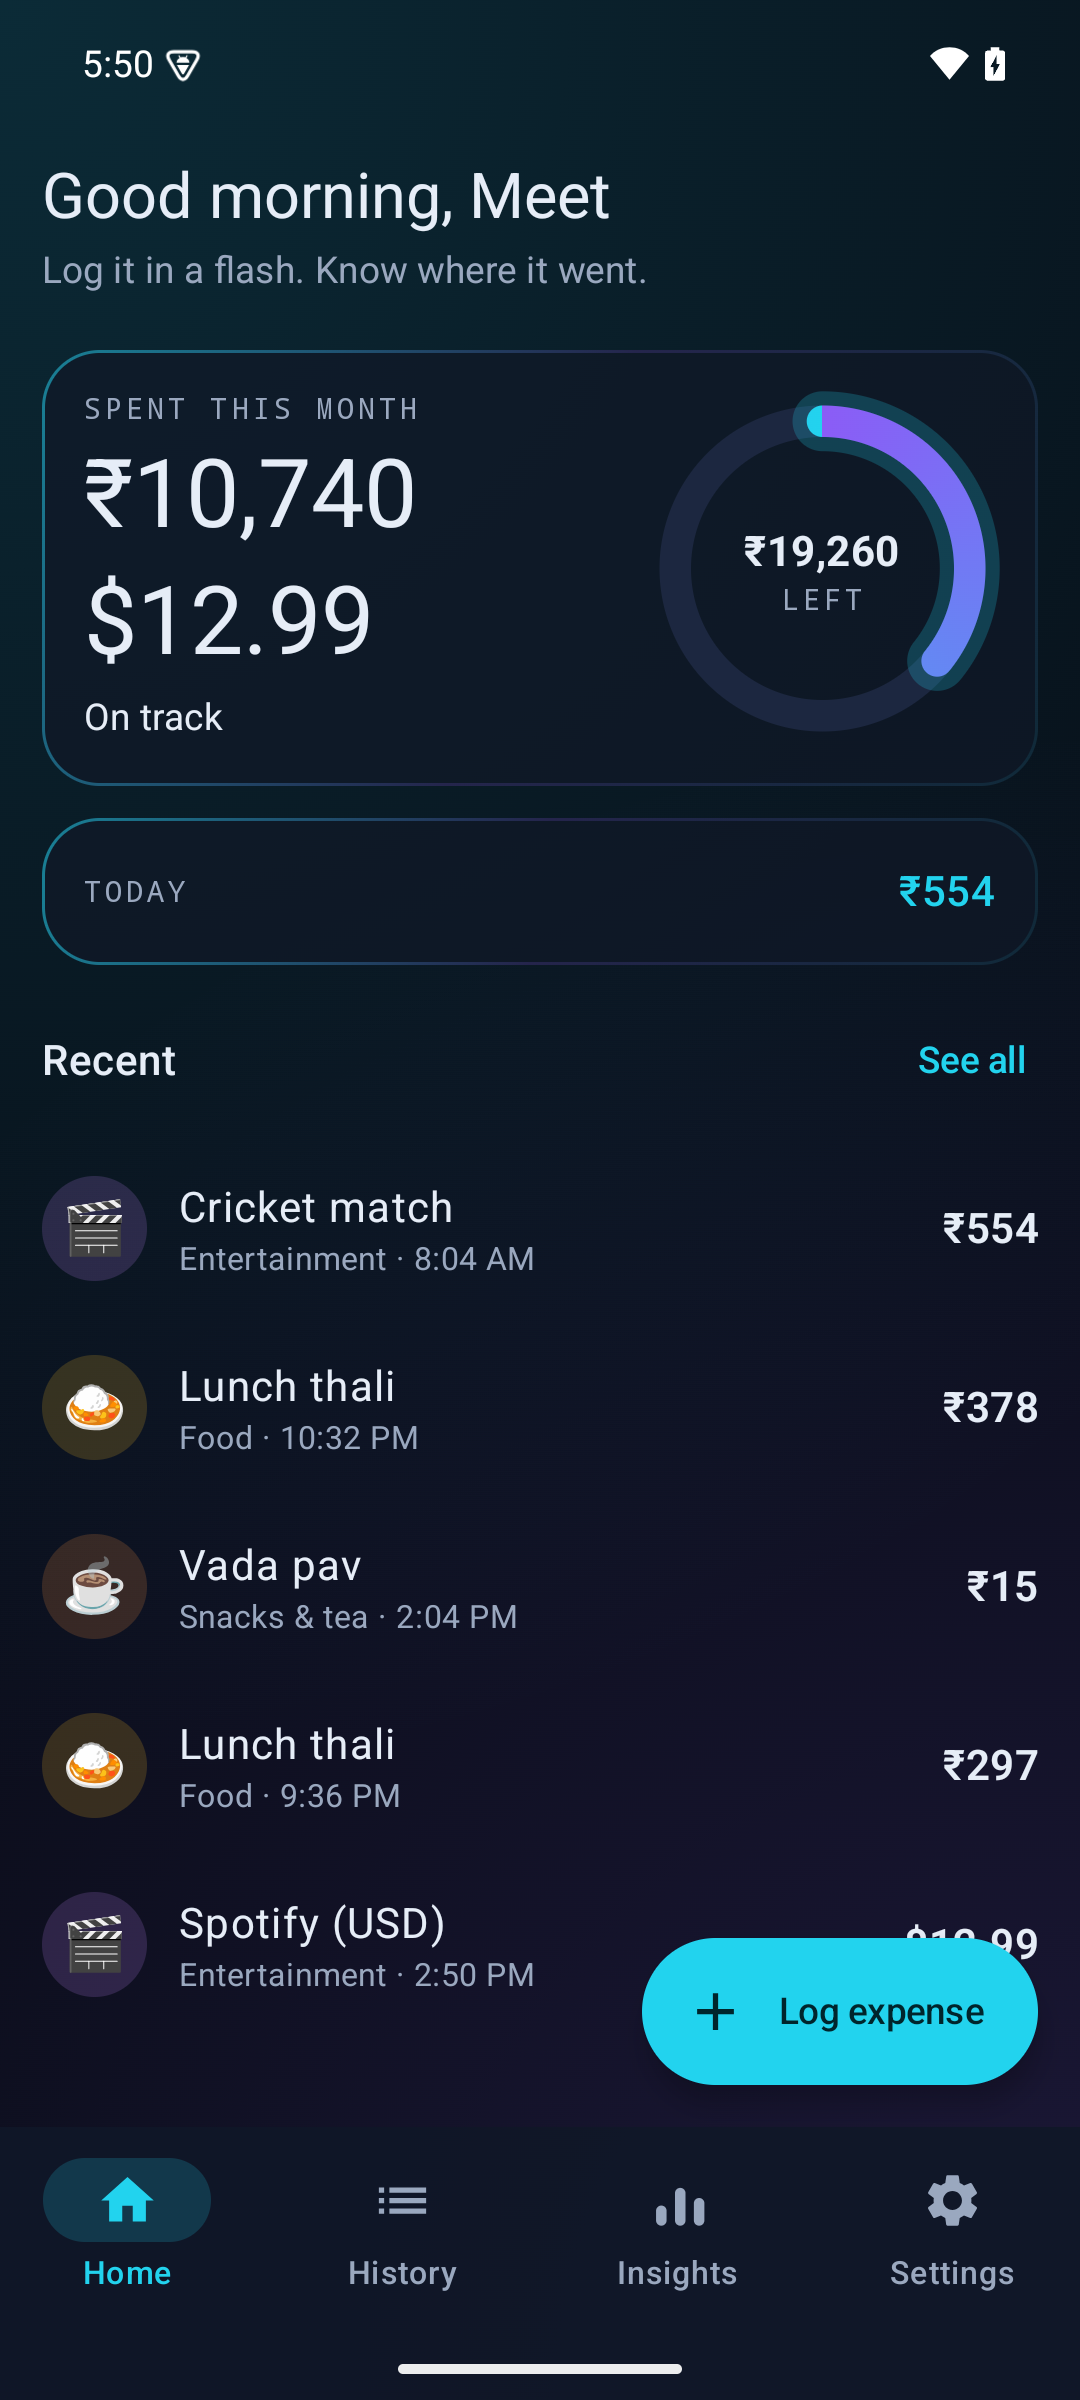 5:50
Good morning, Meet
Log it in a flash. Know where it went.
SPENT THIS MONTH
₹10,740
$12.99
On track
₹19,260
LEFT
TODAY
₹554
Recent
See all
Cricket match
₹554
Entertainment · 8:04 AM
Lunch thali
₹378
Food · 10:32 PM
Vada pav
₹15
Snacks & tea · 2:04 PM
Lunch thali
₹297
Food · 9:36 PM
Spotify (USD)
Entertainment · 2:50 PM
Log expense
Home
History
Insights
Settings